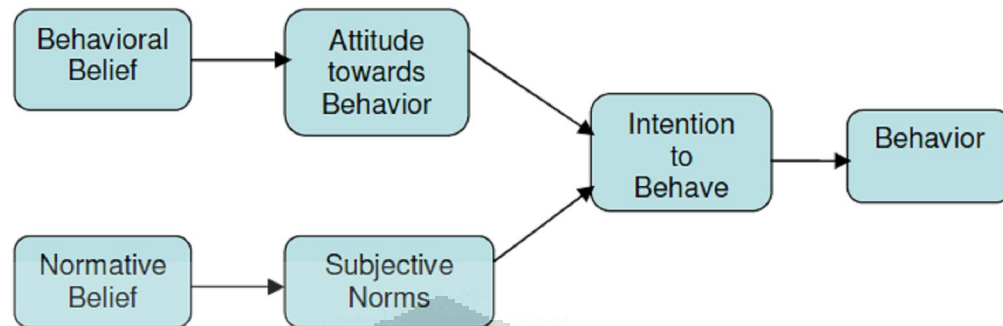 Behavioral
Belief
Attitude
towards
Behavior
Intention
to
Behave
Behavior
Normative
Belief
Subjective
Norms